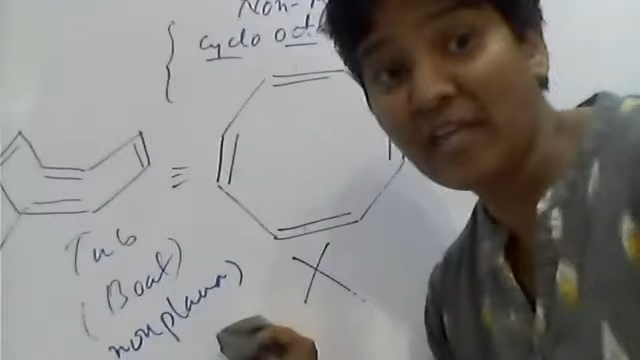 Non-
cyclo oct
≡
Tub
(Boat)
nonplanar)
X